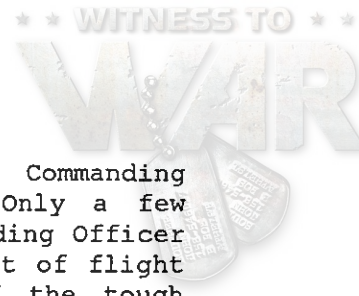 WITNESS TO
WAR
Commanding
Only a few
ding Officer
t of flight
the tough